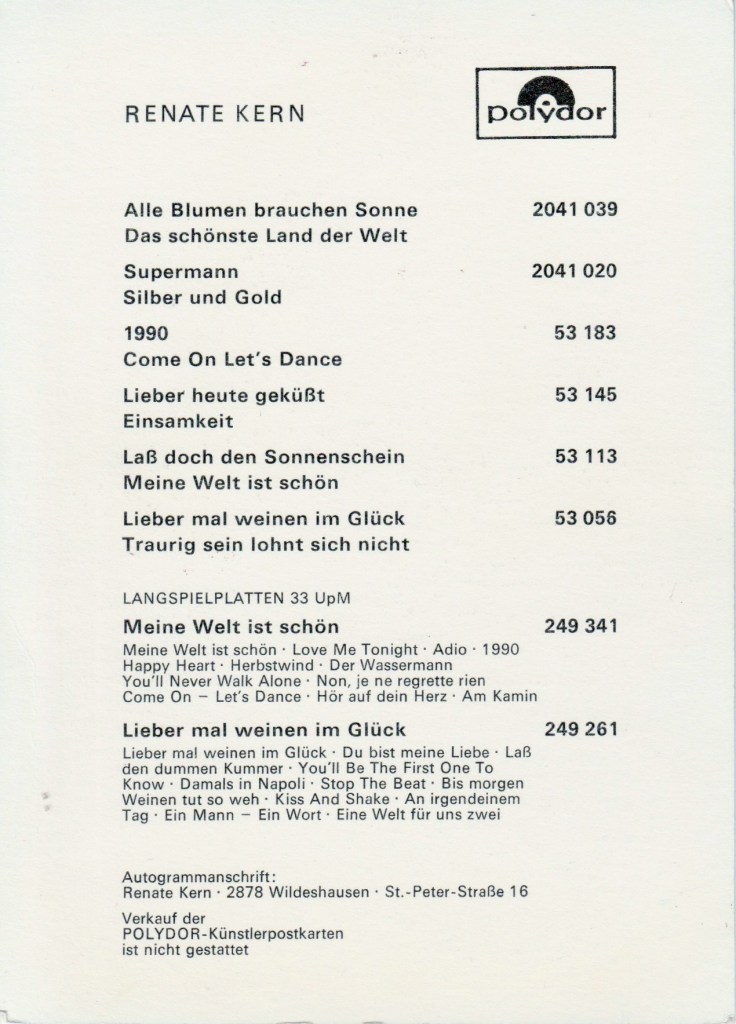 RENATE KERN
polydor
Alle Blumen brauchen Sonne 2041 039
Das schönste Land der Welt
Supermann 2041 020
Silber und Gold
1990 53 183
Come On Let's Dance
Lieber heute geküßt 53 145
Einsamkeit
Laß doch den Sonnenschein 53 113
Meine Welt ist schön
Lieber mal weinen im Glück 53 056
Traurig sein lohnt sich nicht
LANGSPIELPLATTEN 33 UpM
Meine Welt ist schön 249 341
Meine Welt ist schön · Love Me Tonight · Adio · 1990
Happy Heart · Herbstwind · Der Wassermann
You'll Never Walk Alone · Non, je ne regrette rien
Come On – Let's Dance · Hör auf dein Herz · Am Kamin
Lieber mal weinen im Glück 249 261
Lieber mal weinen im Glück · Du bist meine Liebe · Laß
den dummen Kummer · You'll Be The First One To
Know · Damals in Napoli · Stop The Beat · Bis morgen
Weinen tut so weh · Kiss And Shake · An irgendeinem
Tag · Ein Mann – Ein Wort · Eine Welt für uns zwei
Autogrammanschrift:
Renate Kern · 2878 Wildeshausen · St.-Peter-Straße 16
Verkauf der
POLYDOR-Künstlerpostkarten
ist nicht gestattet